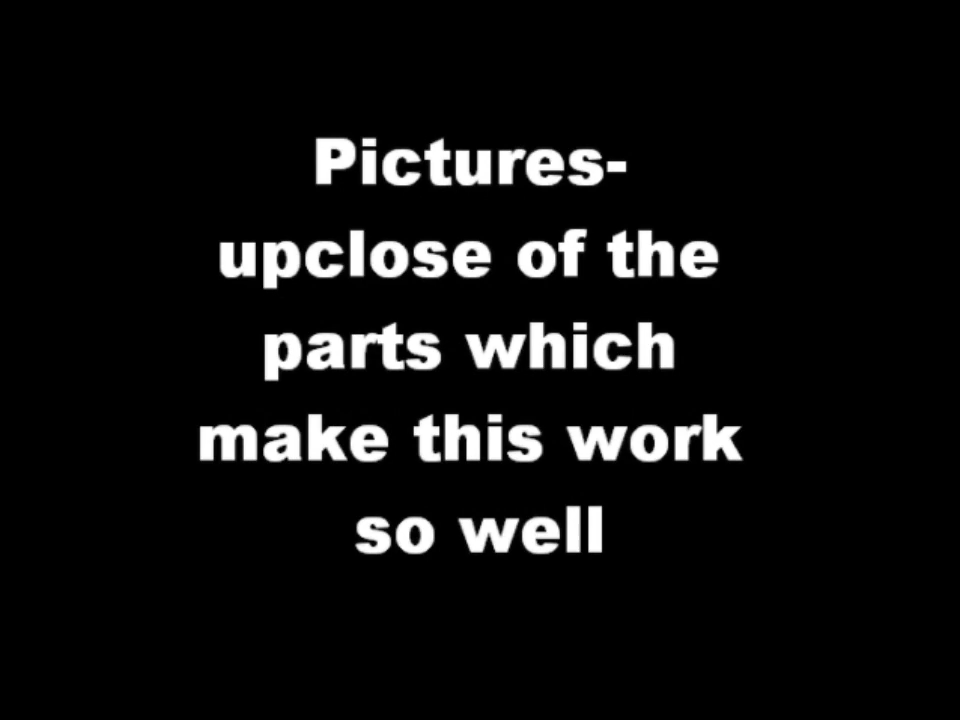 Pictures-
upclose of the
parts which
make this work
so well